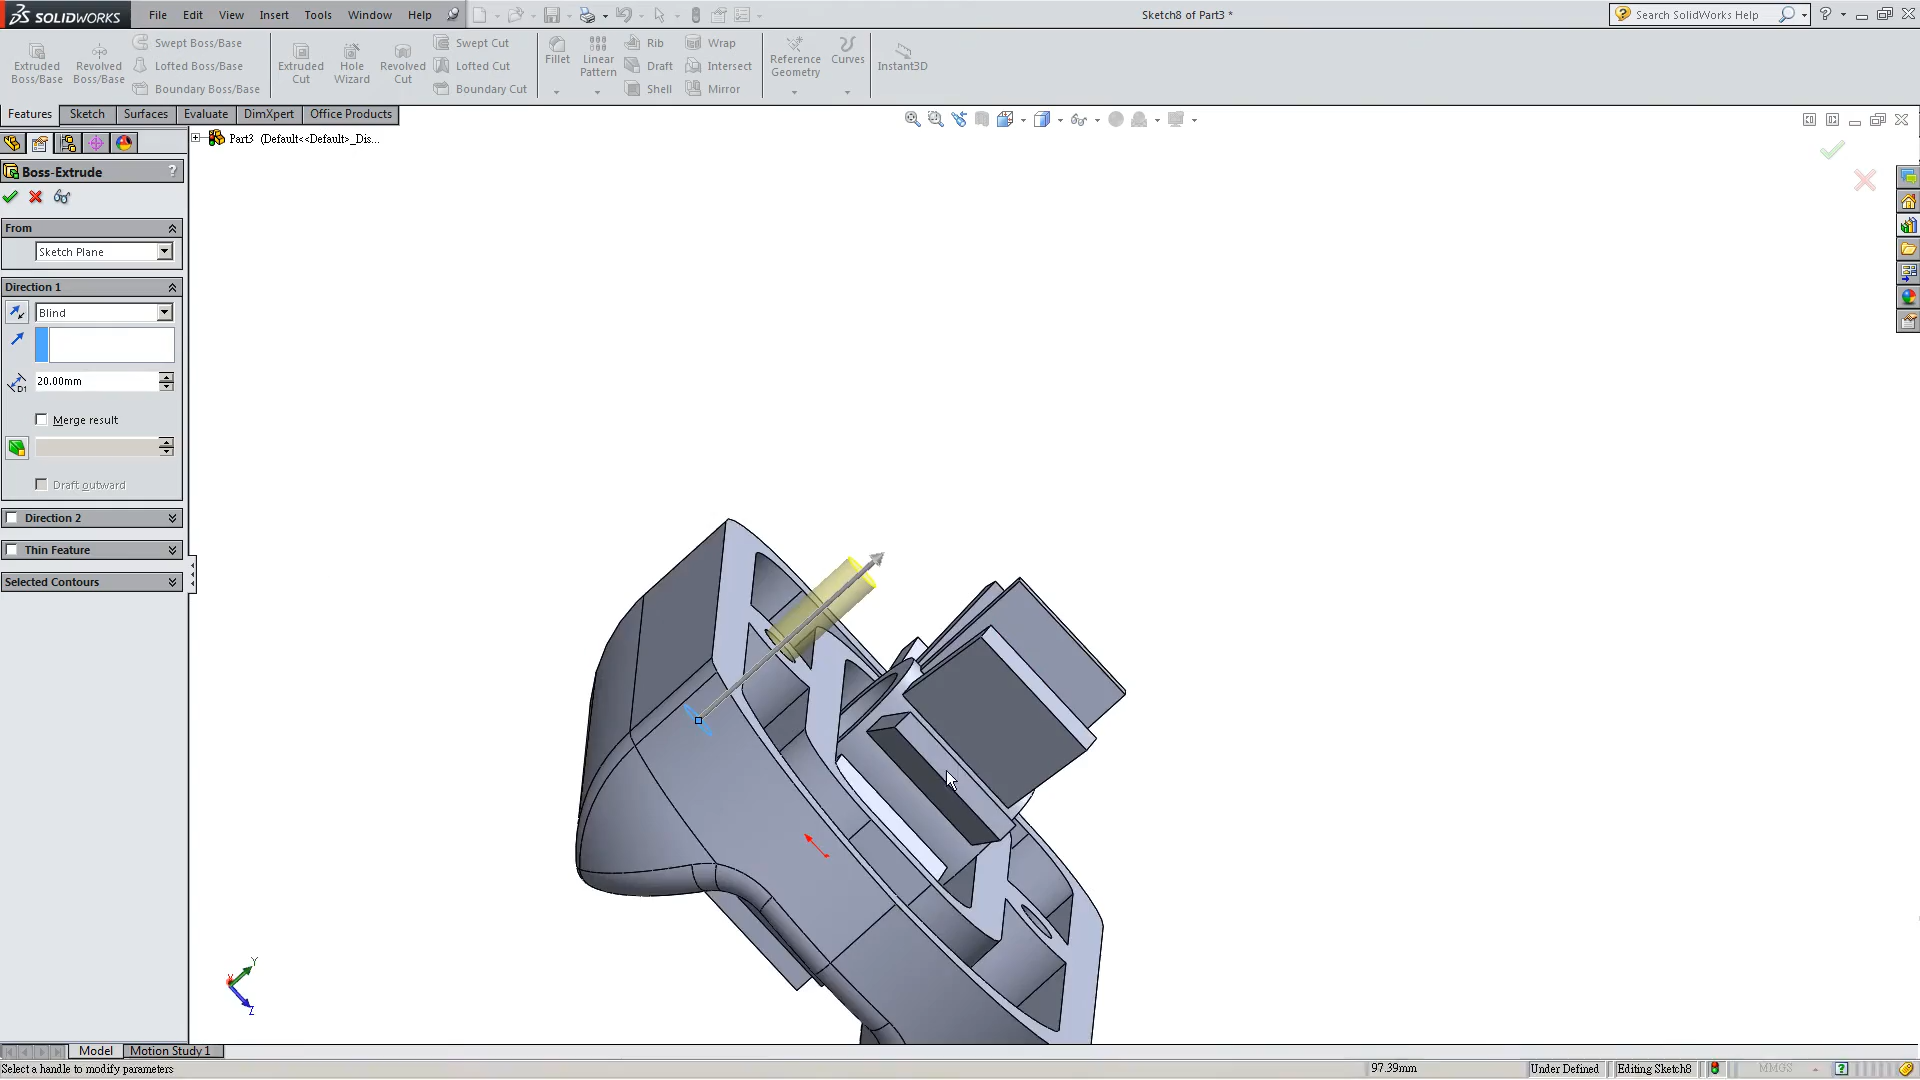 SOLIDWORKS File Edit View Insert Tools Window Help Sketch8 of Part3 * Search SolidWorks Help
Extruded Boss/Base
Revolved Boss/Base
Swept Boss/Base
Lofted Boss/Base
Boundary Boss/Base
Extruded Cut
Hole Wizard
Revolved Cut
Swept Cut
Lofted Cut
Boundary Cut
Fillet
Linear Pattern
Rib
Draft
Shell
Wrap
Intersect
Mirror
Reference Geometry
Curves
Instant3D
Features Sketch Surfaces Evaluate DimXpert Office Products
Part3 (Default<<Default>_Dis...
Boss-Extrude ?
From
Sketch Plane
Direction 1
Blind
D1 20.00mm
Merge result
Draft outward
Direction 2
Thin Feature
Selected Contours
Y
X
Z
Model Motion Study 1
Select a handle to modify parameters 97.39mm Under Defined Editing Sketch8 MMGS